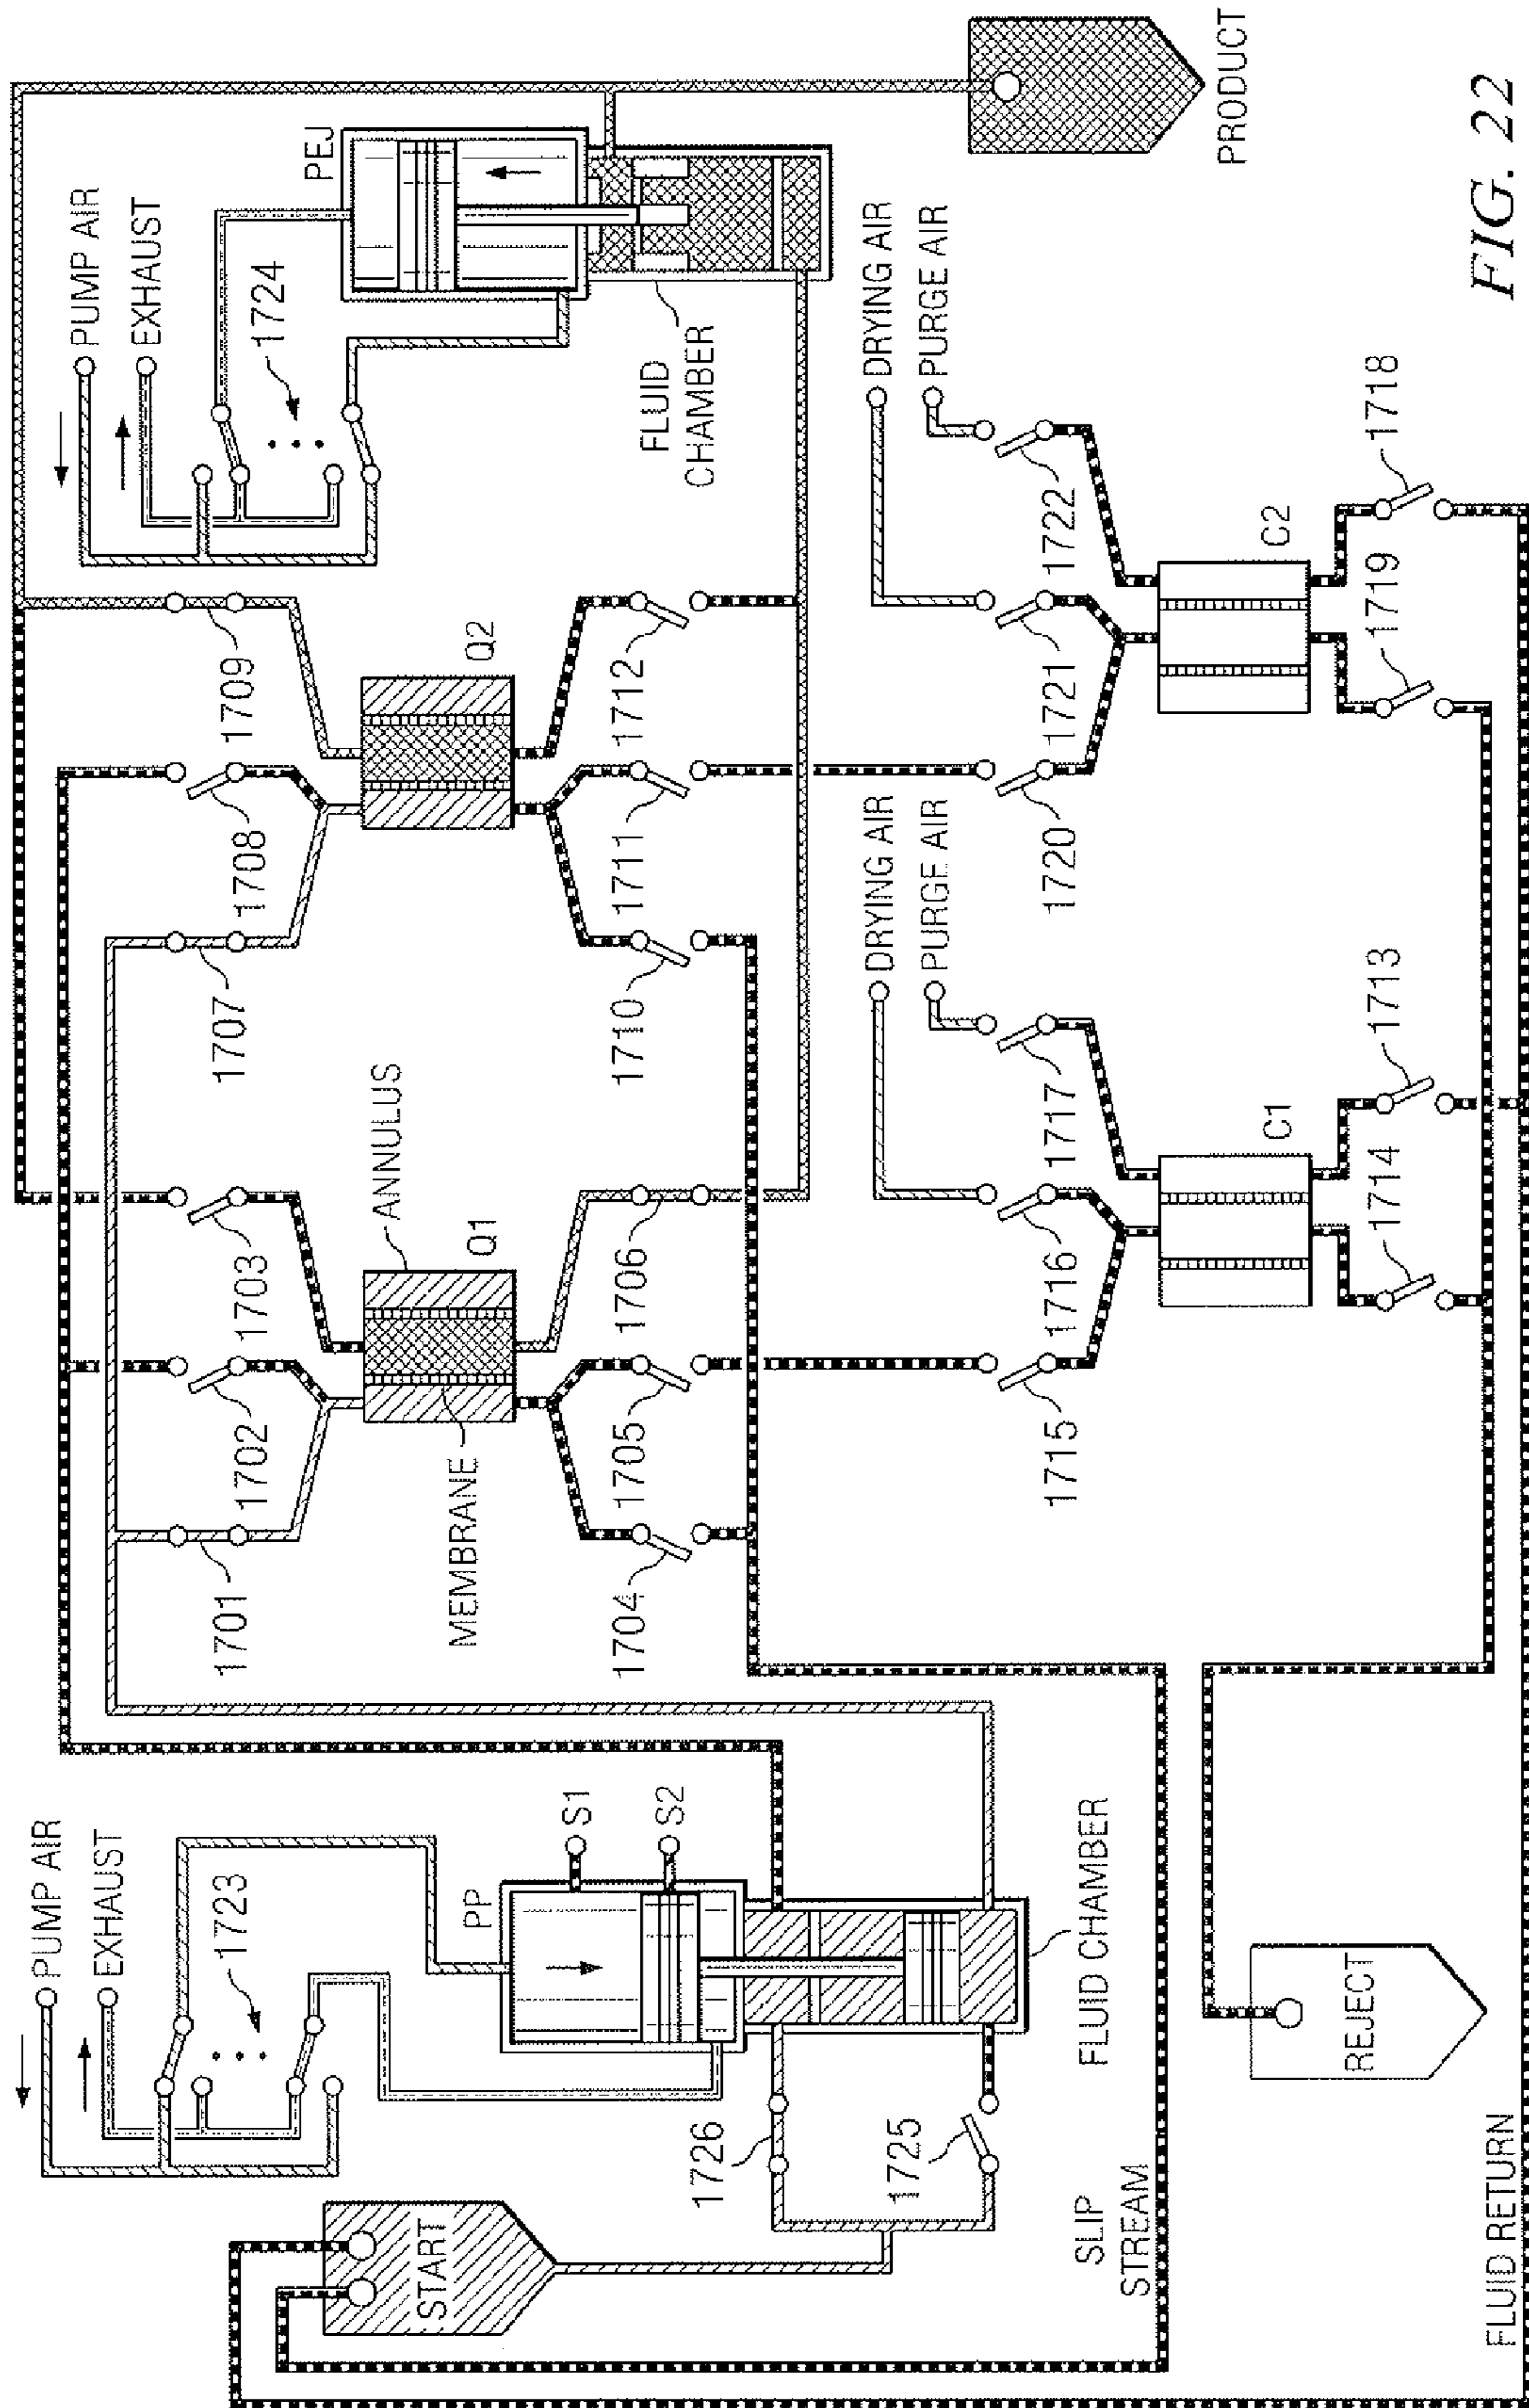 PUMP AIR
EXHAUST
1723
PP
S1
S2
START
1726
1725
FLUID CHAMBER
SLIP
STREAM
REJECT
FLUID RETURN
1701
1702
1703
ANNULUS
MEMBRANE
Q1
1704
1705
1706
1707
1708
1709
Q2
1710
1711
1712
PUMP AIR
EXHAUST
1724
PEJ
FLUID
CHAMBER
PRODUCT
DRYING AIR
PURGE AIR
1715
1716
1717
C1
1714
1713
DRYING AIR
PURGE AIR
1720
1721
1722
C2
1719
1718
FIG. 22